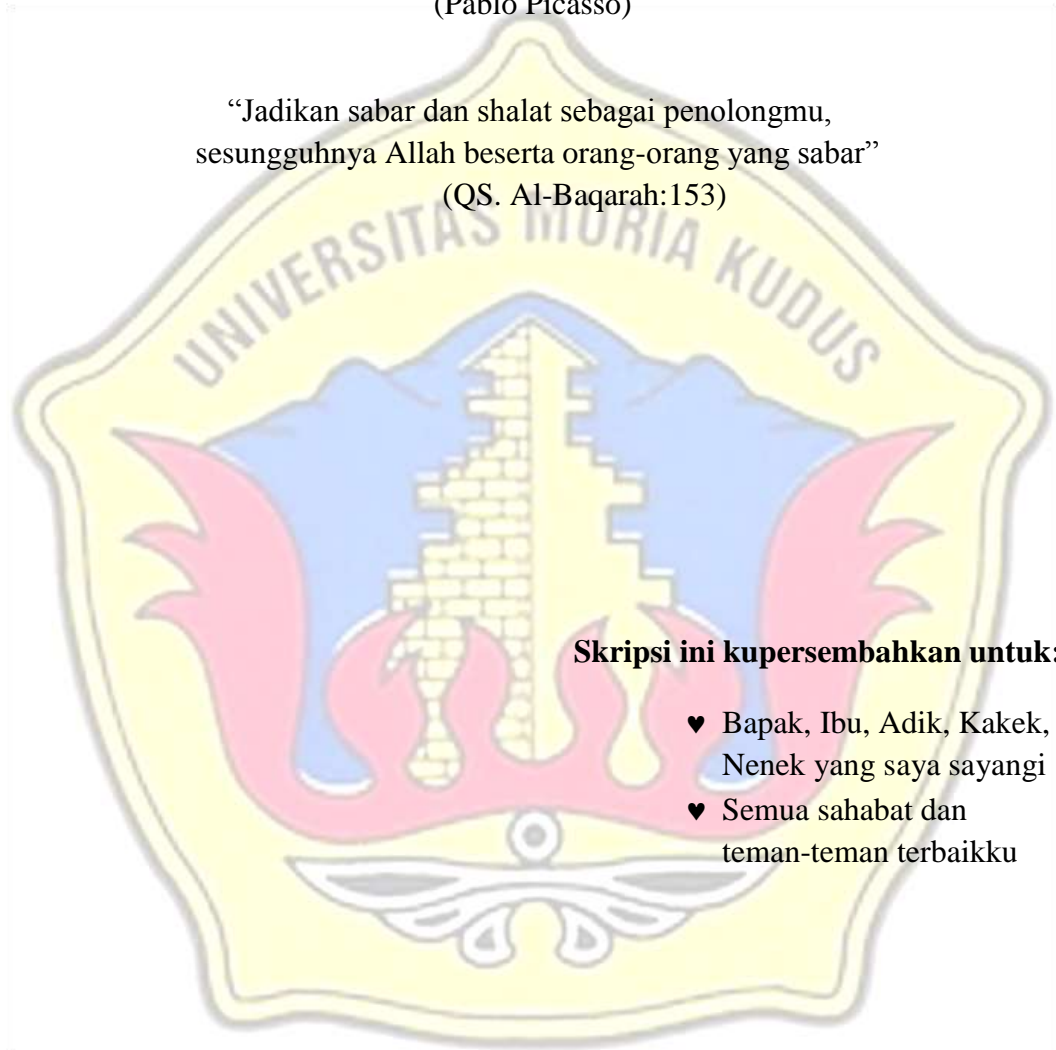 (Pablo Picasso)
“Jadikan sabar dan shalat sebagai penolongmu,
sesungguhnya Allah beserta orang-orang yang sabar”
(QS. Al-Baqarah:153)
UNIVERSITAS MURIA KUDUS
Skripsi ini kupersembahkan untuk:
♥ Bapak, Ibu, Adik, Kakek,
Nenek yang saya sayangi
♥ Semua sahabat dan
teman-teman terbaikku